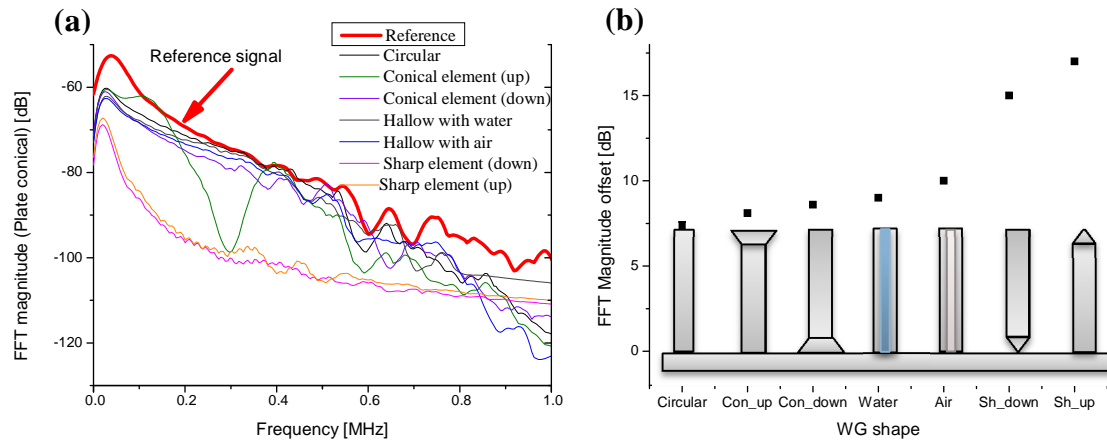 (a)
Reference signal
Reference
Circular
Conical element (up)
Conical element (down)
Hallow with water
Hallow with air
Sharp element (down)
Sharp element (up)
FFT magnitude (Plate conical) [dB]
-60
-80
-100
-120
0.0 0.2 0.4 0.6 0.8 1.0
Frequency [MHz]
(b)
FFT Magnitude offset [dB]
15
10
5
0
Circular Con_up Con_down Water Air Sh_down Sh_up
WG shape